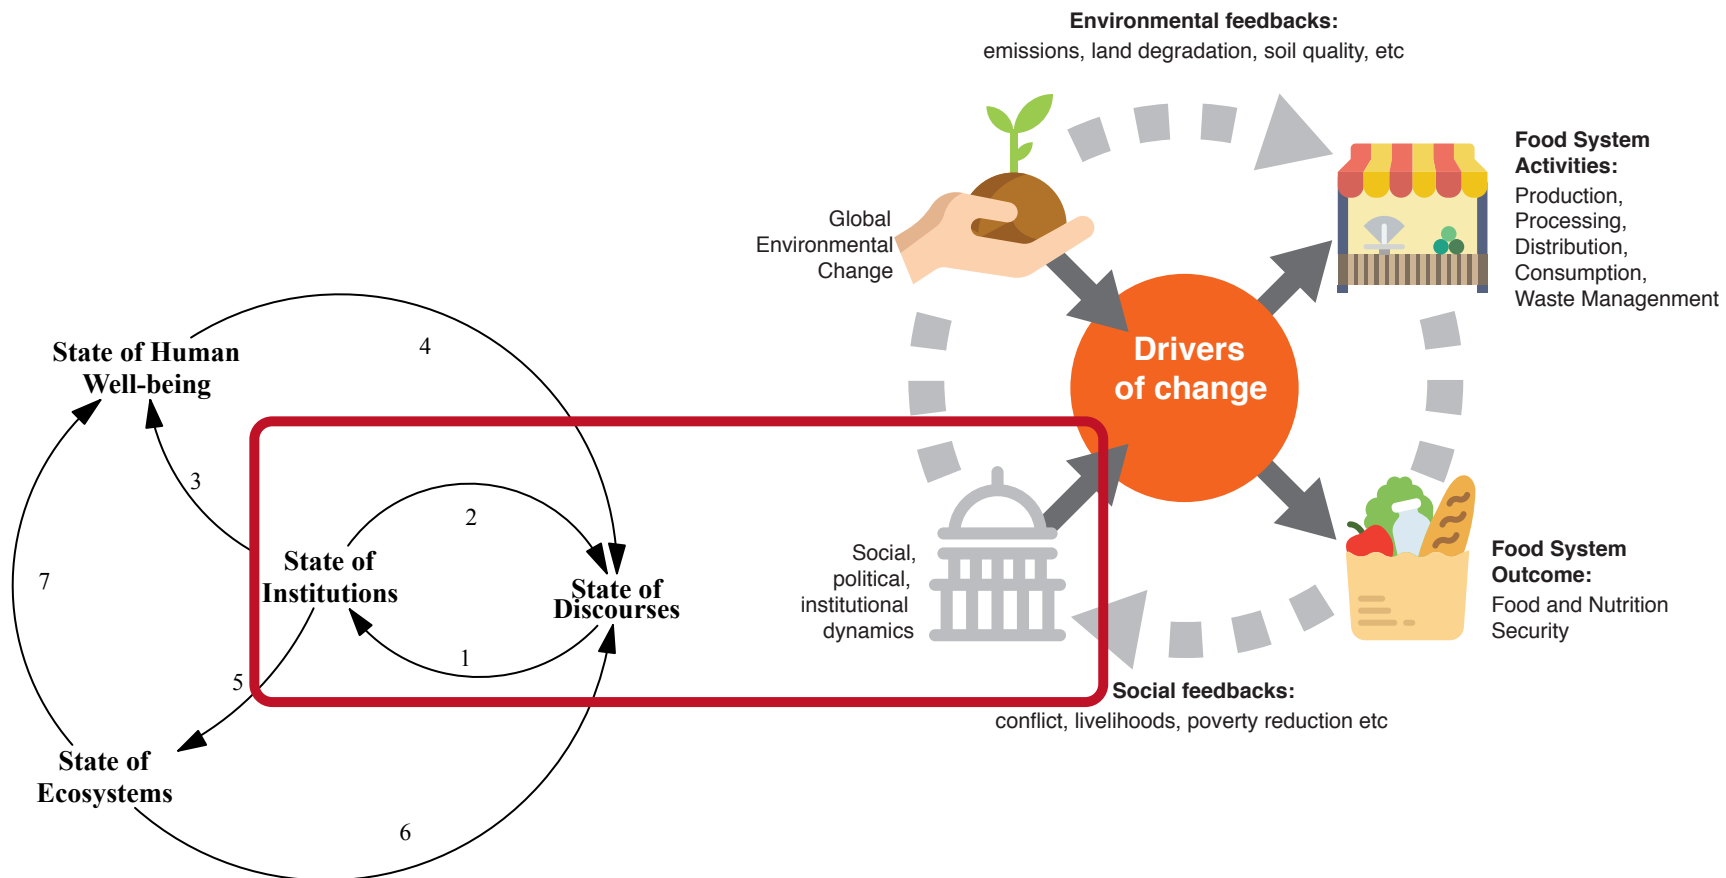 Environmental feedbacks:
emissions, land degradation, soil quality, etc
Food System
Activities:
Production,
Processing,
Distribution,
Consumption,
Waste Managenment
Global
Environmental
Change
Drivers
of change
State of Human
Well-being
4
3
2
State of
Institutions
7
State of
Discourses
1
5
State of
Ecosystems
6
Social,
political,
institutional
dynamics
Food System
Outcome:
Food and Nutrition
Security
Social feedbacks:
conflict, livelihoods, poverty reduction etc